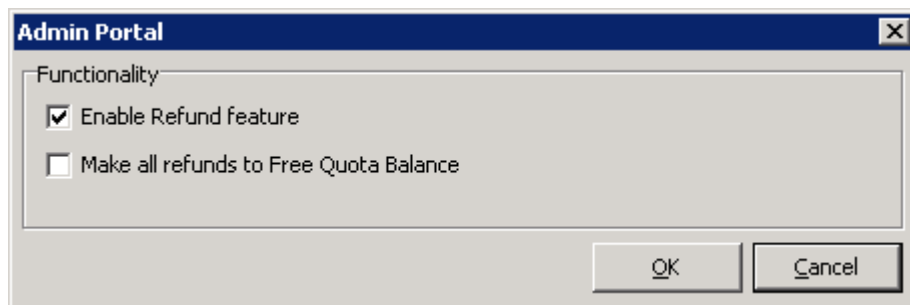 Admin Portal
Functionality
Enable Refund feature
Make all refunds to Free Quota Balance
OK Cancel